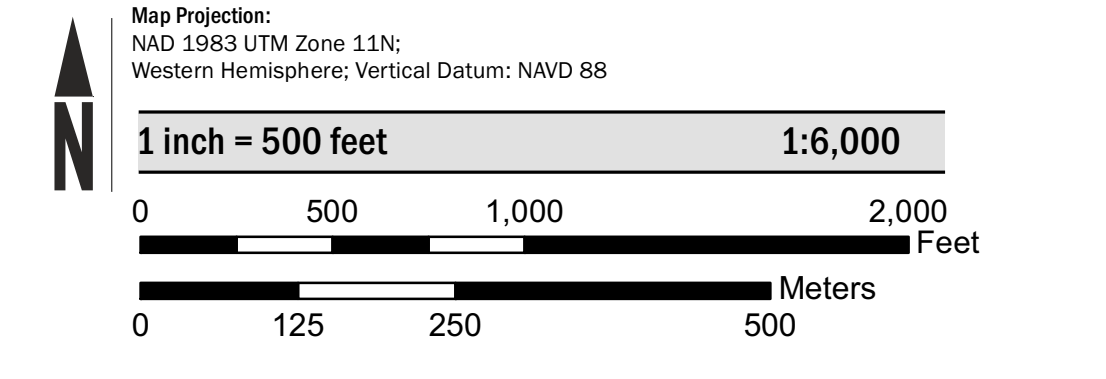 Map Projection:
NAD 1983 UTM Zone 11N;
Western Hemisphere; Vertical Datum: NAVD 88
N
1 inch = 500 feet 1:6,000
0 500 1,000 2,000
Feet
Meters
0 125 250 500